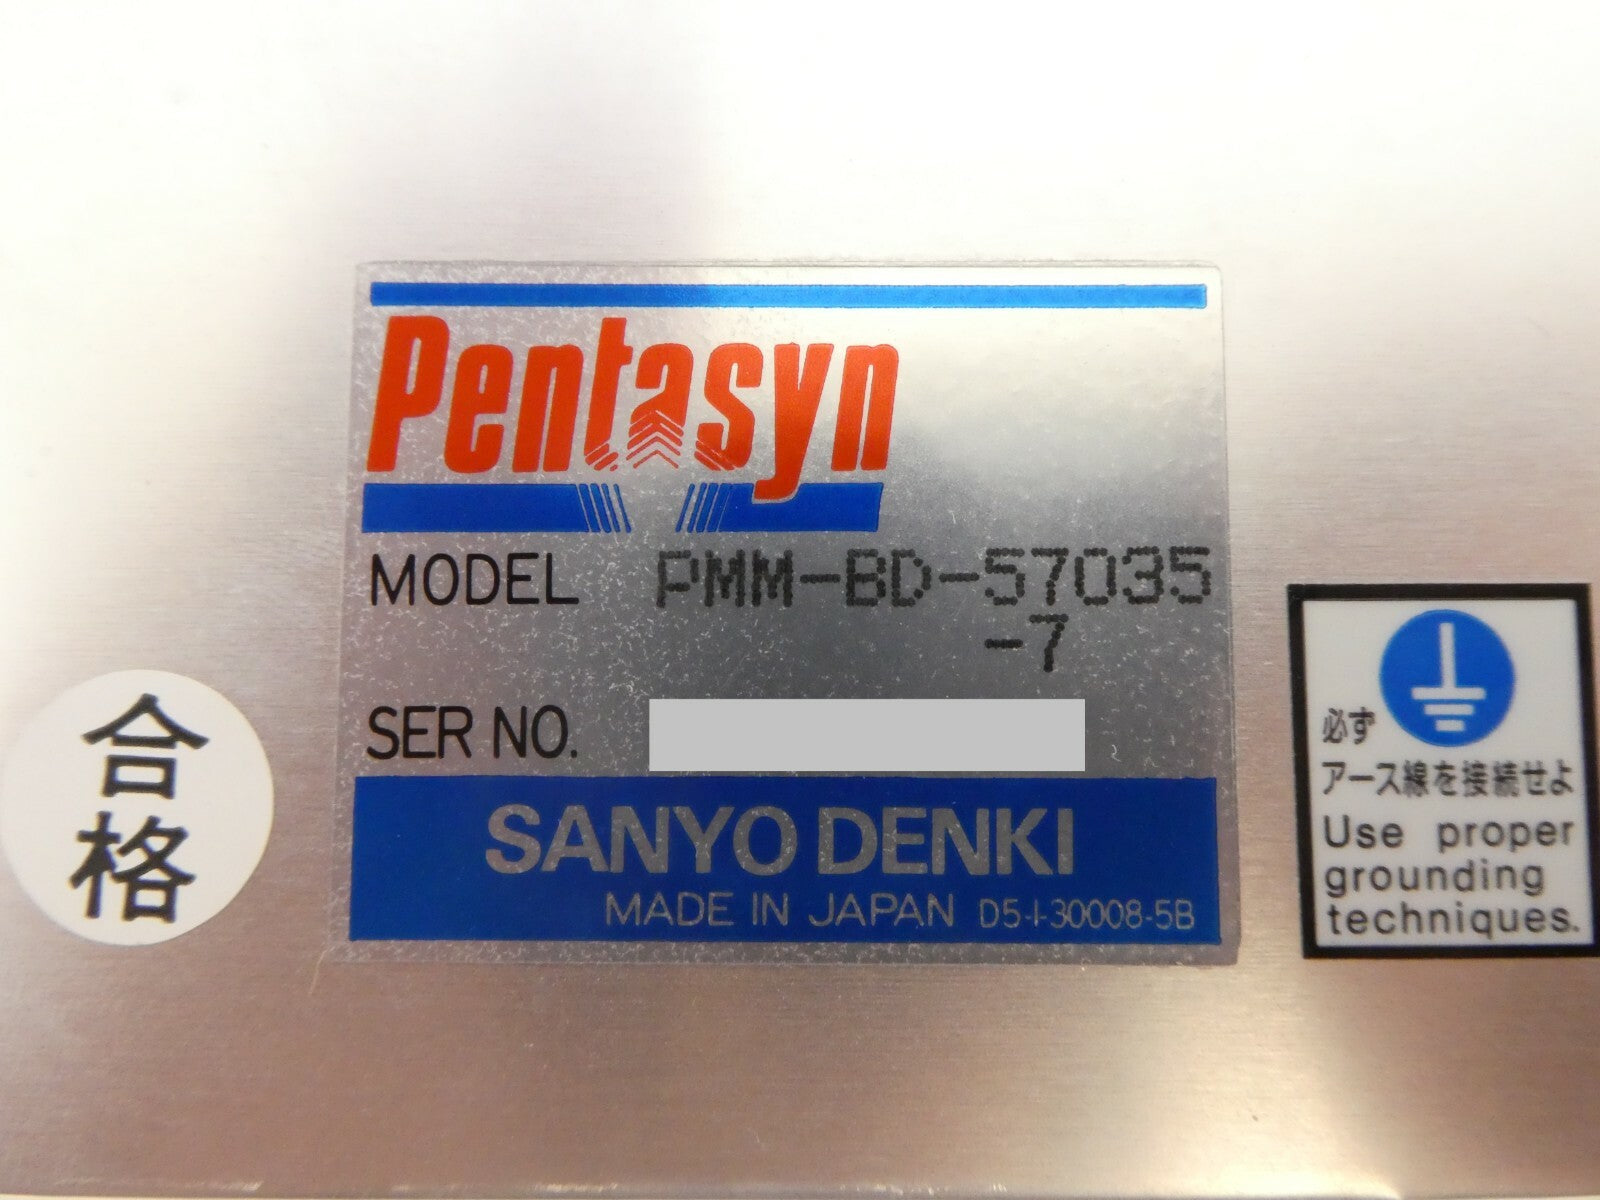 Pentasyn
MODEL PMM-BD-57035
-7
SER NO.
SANYO DENKI
MADE IN JAPAN D5-1-30008-5B
合
格
必ず
アース線を接続せよ
Use proper
grounding
techniques.